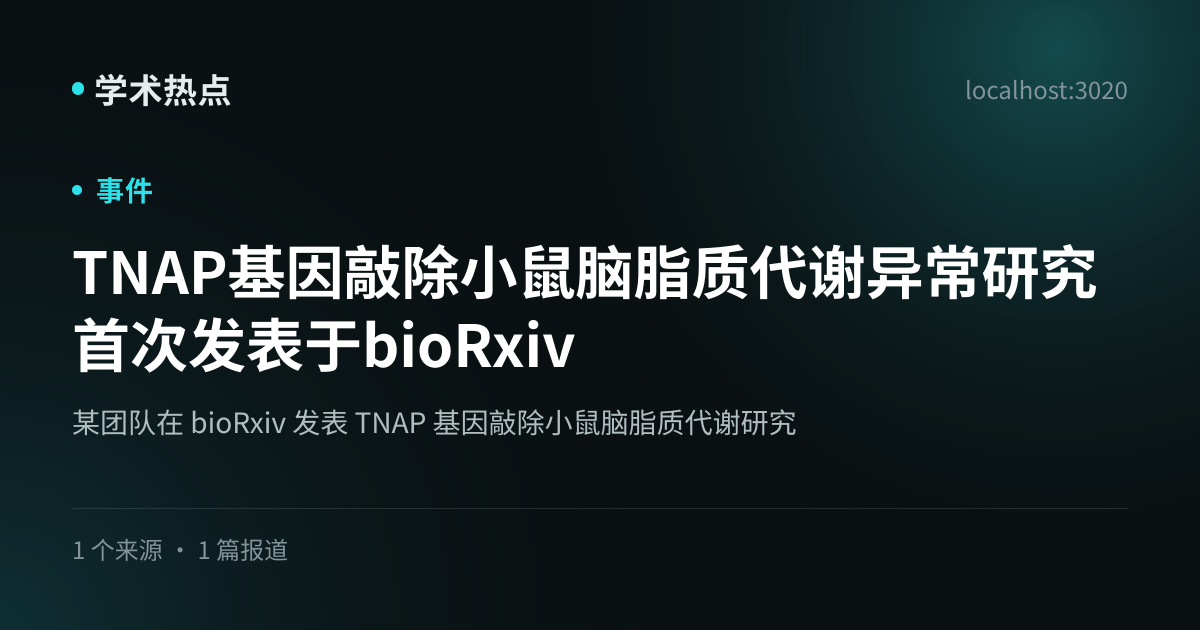 学术热点
localhost:3020
事件
TNAP基因敲除小鼠脑脂质代谢异常研究
首次发表于bioRxiv
某团队在 bioRxiv 发表 TNAP 基因敲除小鼠脑脂质代谢研究
1 个来源 · 1 篇报道